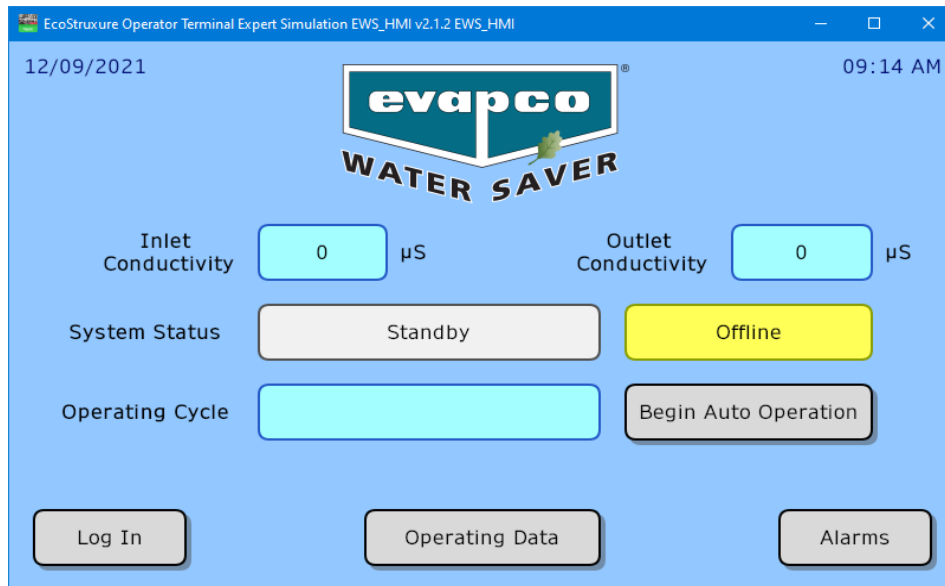 EcoStruxure Operator Terminal Expert Simulation EWS_HMI v2.1.2 EWS_HMI
12/09/2021
09:14 AM
evapco
®
WATER SAVER
Inlet
Conductivity
0
µS
Outlet
Conductivity
0
µS
System Status
Standby
Offline
Operating Cycle
Begin Auto Operation
Log In
Operating Data
Alarms